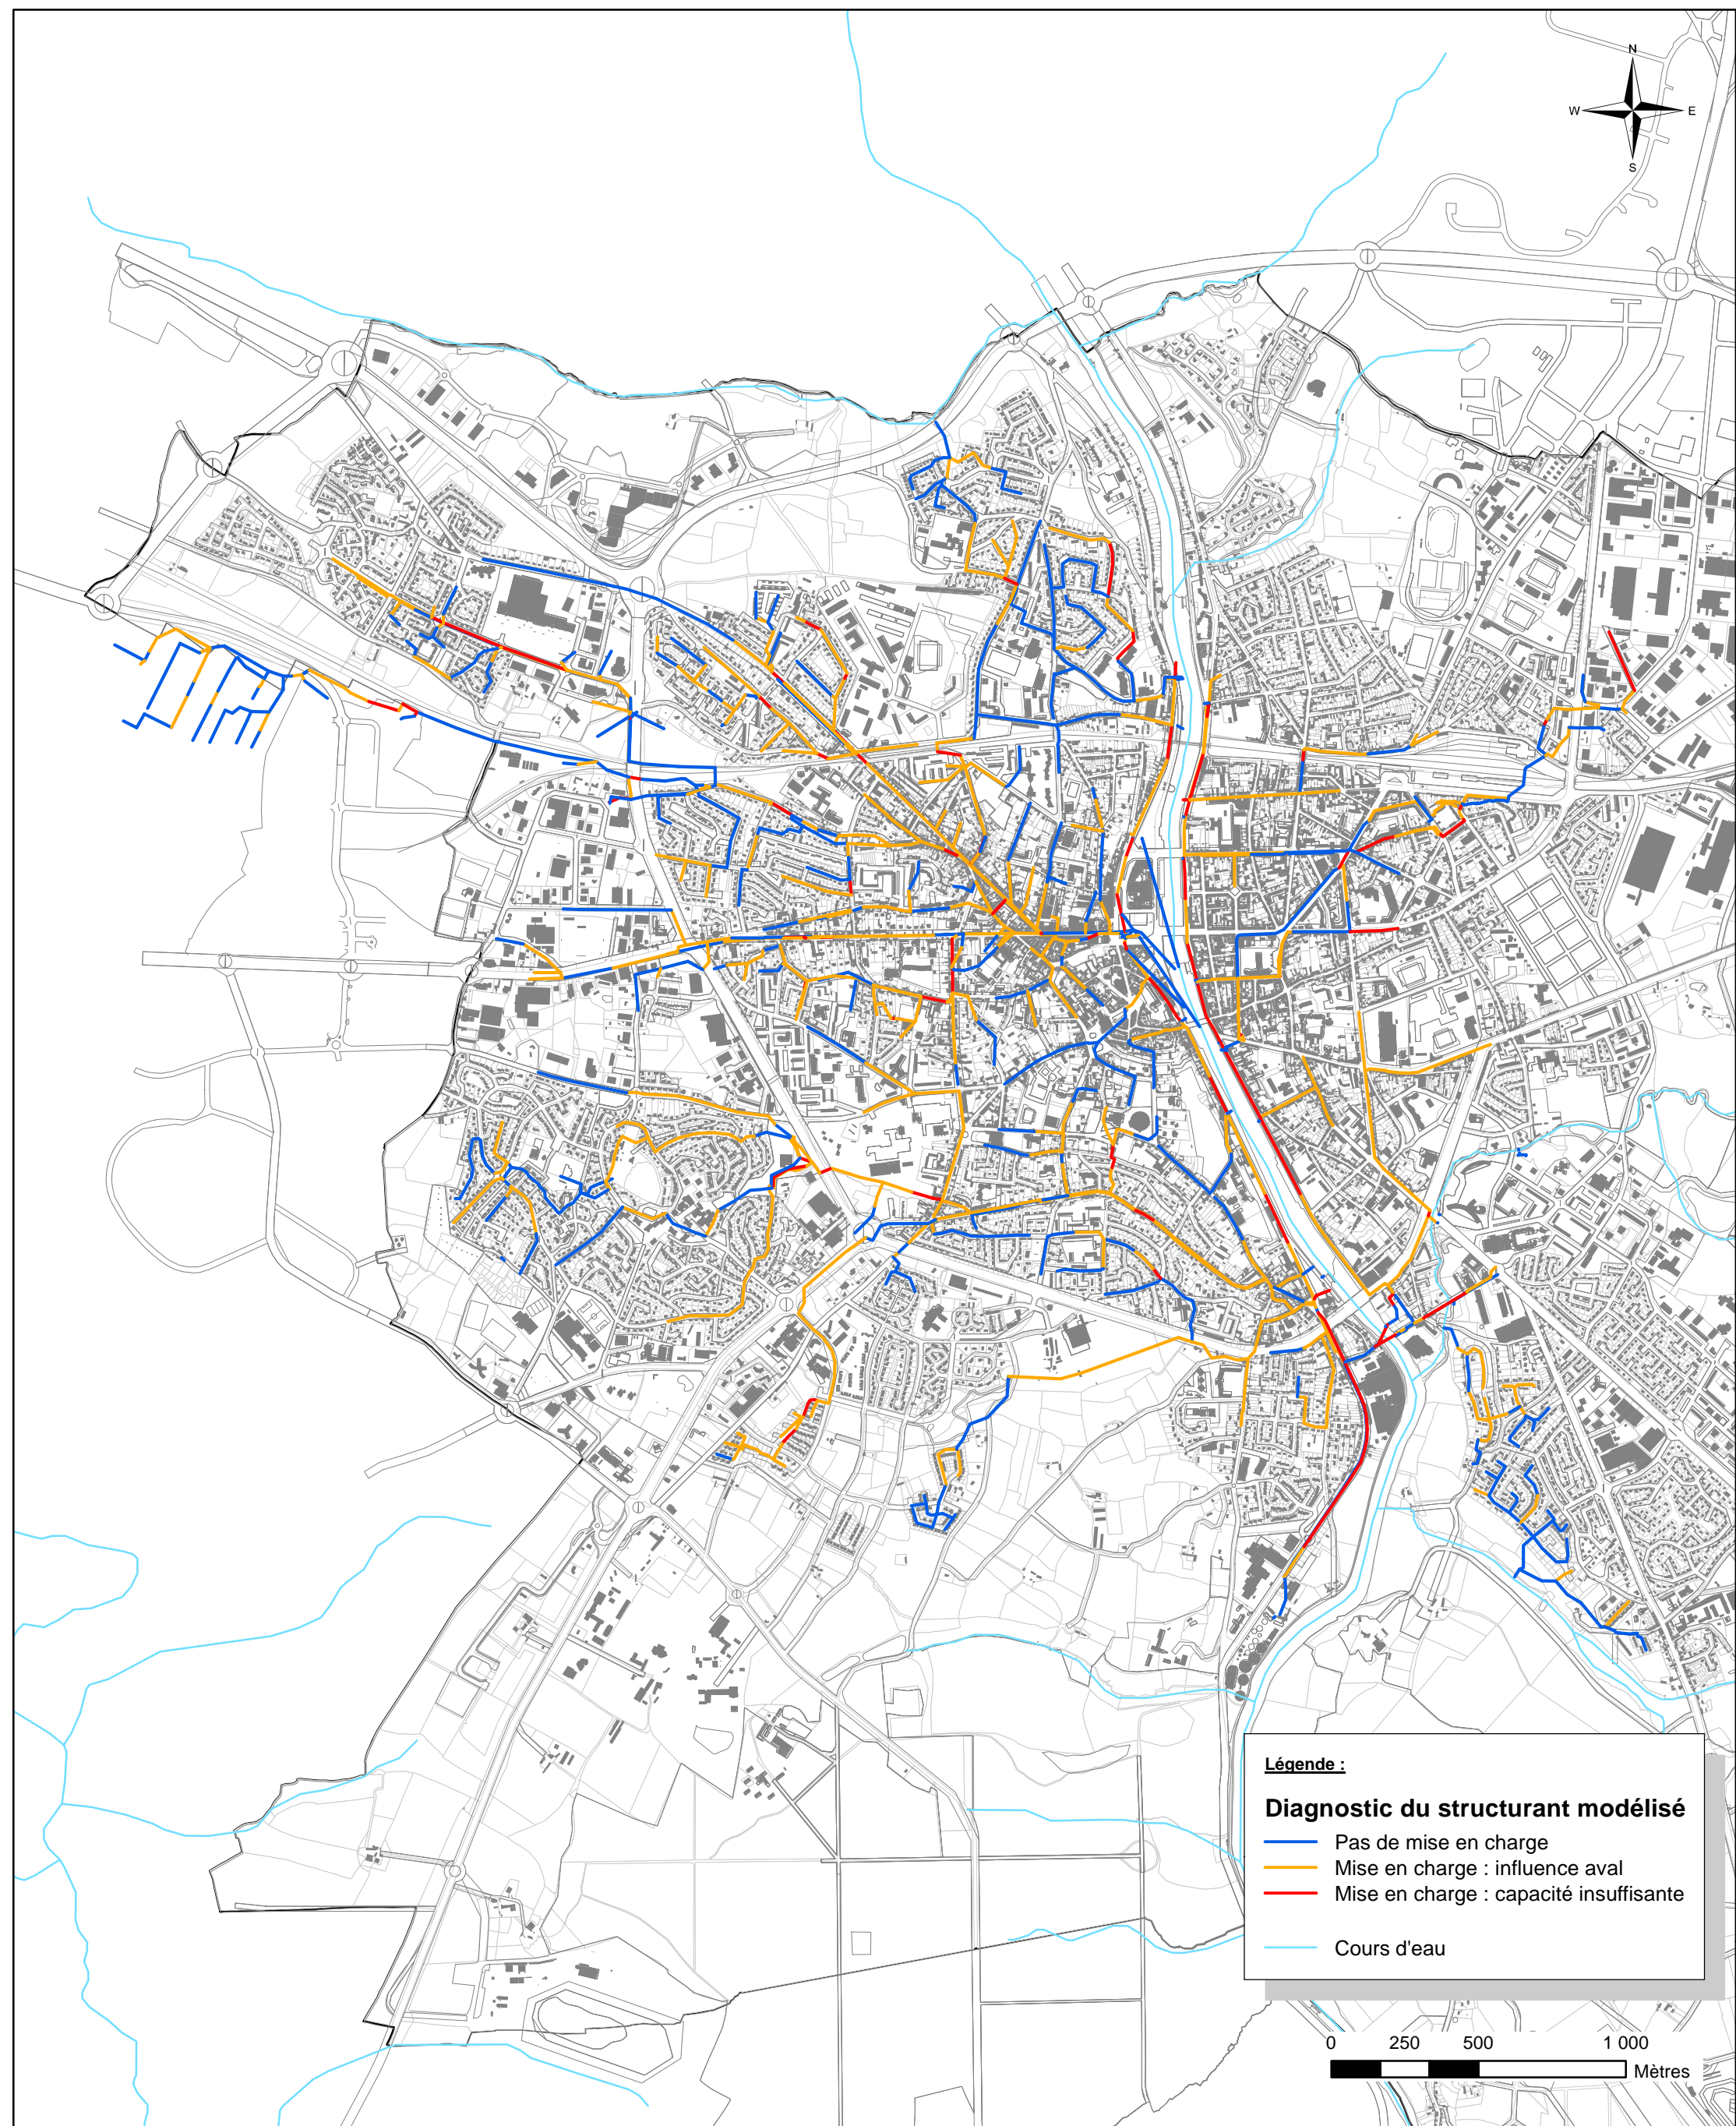 N
W E
S
Légende :
Diagnostic du structurant modélisé
Pas de mise en charge
Mise en charge : influence aval
Mise en charge : capacité insuffisante
Cours d'eau
0 250 500 1 000
Mètres